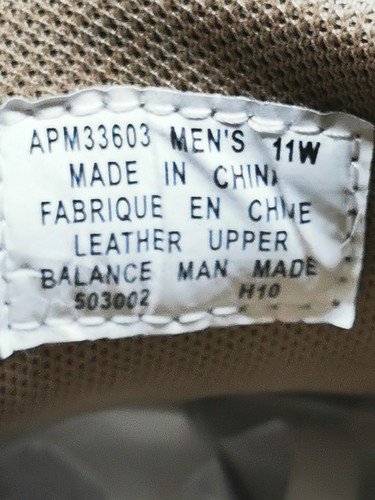 APM33603 MEN'S 11W
MADE IN CHINA
FABRIQUE EN CHINE
LEATHER UPPER
BALANCE MAN MADE
503002 H10